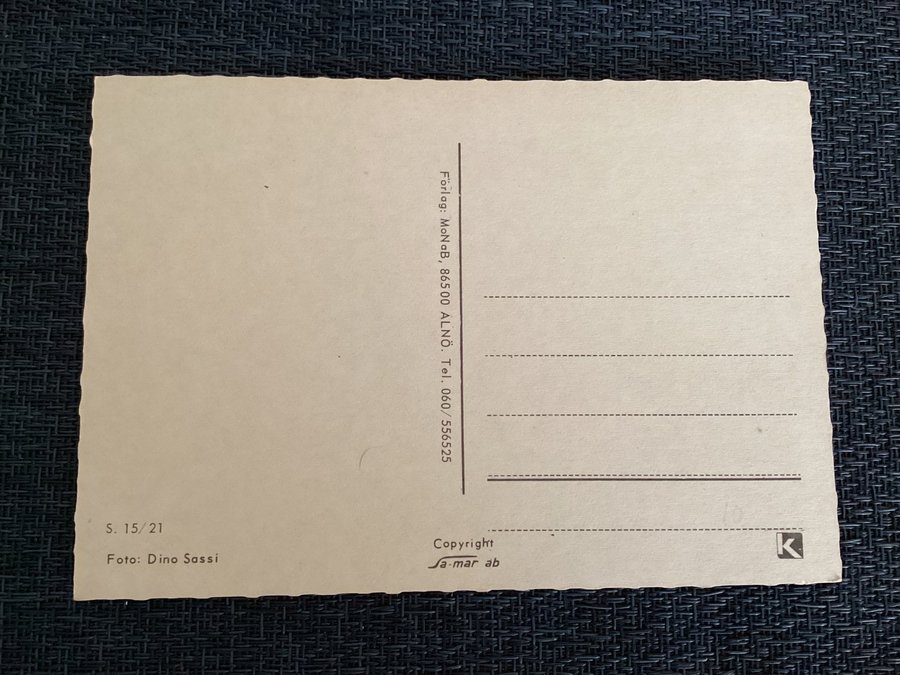 Förlag: MoNaB, 86500 ALNÖ. Tel. 060/556525
S. 15/21
Foto: Dino Sassi
Copyright
Sa-mar ab
K